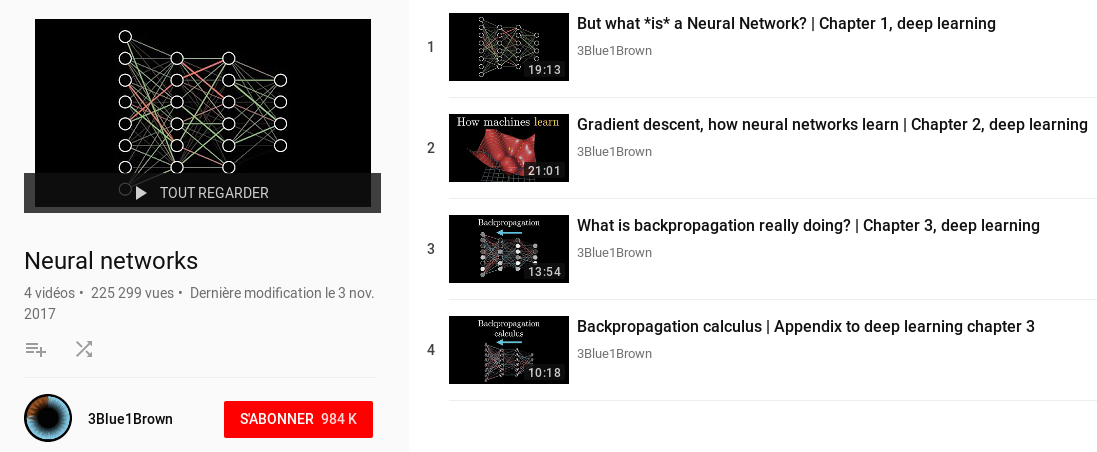 TOUT REGARDER
Neural networks
4 vidéos • 225 299 vues • Dernière modification le 3 nov.
2017
3Blue1Brown
S'ABONNER 984 K
1
19:13
But what *is* a Neural Network? | Chapter 1, deep learning
3Blue1Brown
2
How machines learn
21:01
Gradient descent, how neural networks learn | Chapter 2, deep learning
3Blue1Brown
3
Backpropagation
13:54
What is backpropagation really doing? | Chapter 3, deep learning
3Blue1Brown
4
Backpropagation
calculus
10:18
Backpropagation calculus | Appendix to deep learning chapter 3
3Blue1Brown